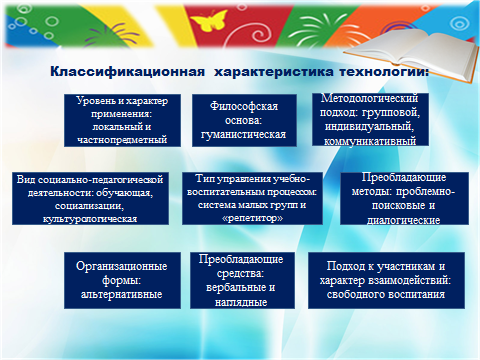 Классификационная характеристика технологии:
Уровень и характер
применения:
локальный и
частнопредметный
Философская
основа:
гуманистическая
Методологический
подход: групповой,
индивидуальный,
коммуникативный
Вид социально-педагогической
деятельности: обучающая,
социализации,
культурологическая
Тип управления учебно-
воспитательным процессом:
система малых групп и
«репетитор»
Преобладающие
методы: проблемно-
поисковые и
диалогические
Организационные
формы:
альтернативные
Преобладающие
средства:
вербальные и
наглядные
Подход к участникам и
характер взаимодействий:
свободного воспитания